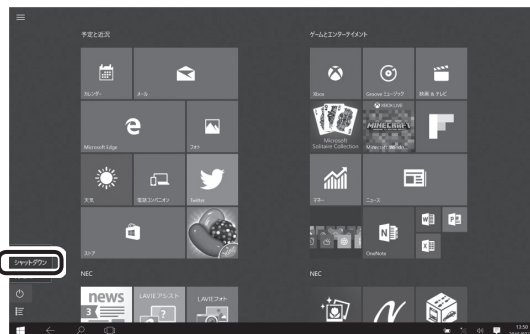 予定と近況
ゲームとエンターテイメント
カレンダー
メール
Xbox
Groove ミュージック
映画 & テレビ
Microsoft Edge
フォト
Microsoft
Solitaire Collection
XBOX LIVE
MINECRAFT
天気
電話コンパニオン
Twitter
マネー
ニュース
ストア
OneNote
シャットダウン
NEC
NEC
news
LAVIEアシスト
LAVIEフォト
13:50